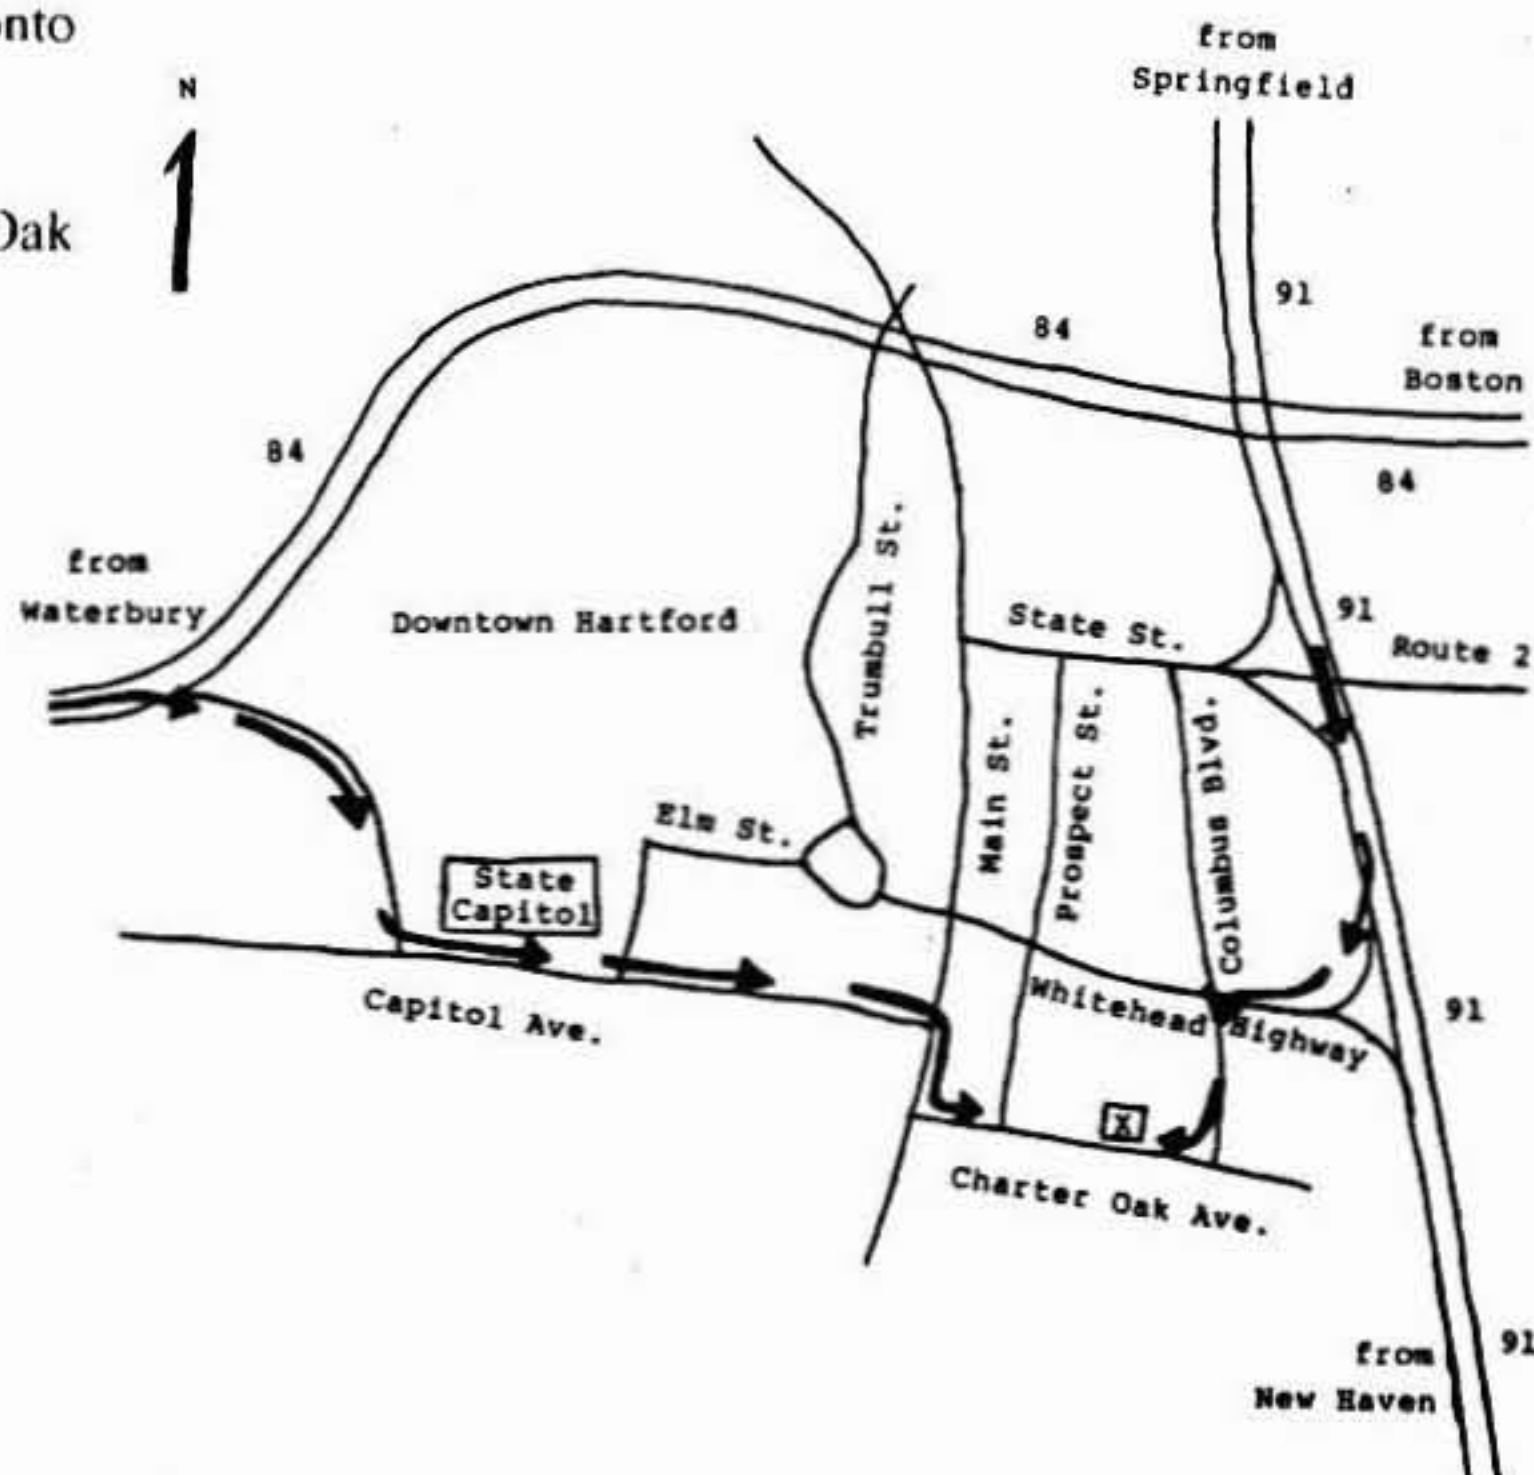 onto
from
Springfield
N
Oak
91
84
from
Boston
84
84
from
Waterbury
Downtown Hartford
Trumbull St.
State St.
91
Route 2
Main St.
Prospect St.
Columbus Blvd.
Elm St.
State
Capitol
Capitol Ave.
Whitehead Highway
91
X
Charter Oak Ave.
91
from
New Haven